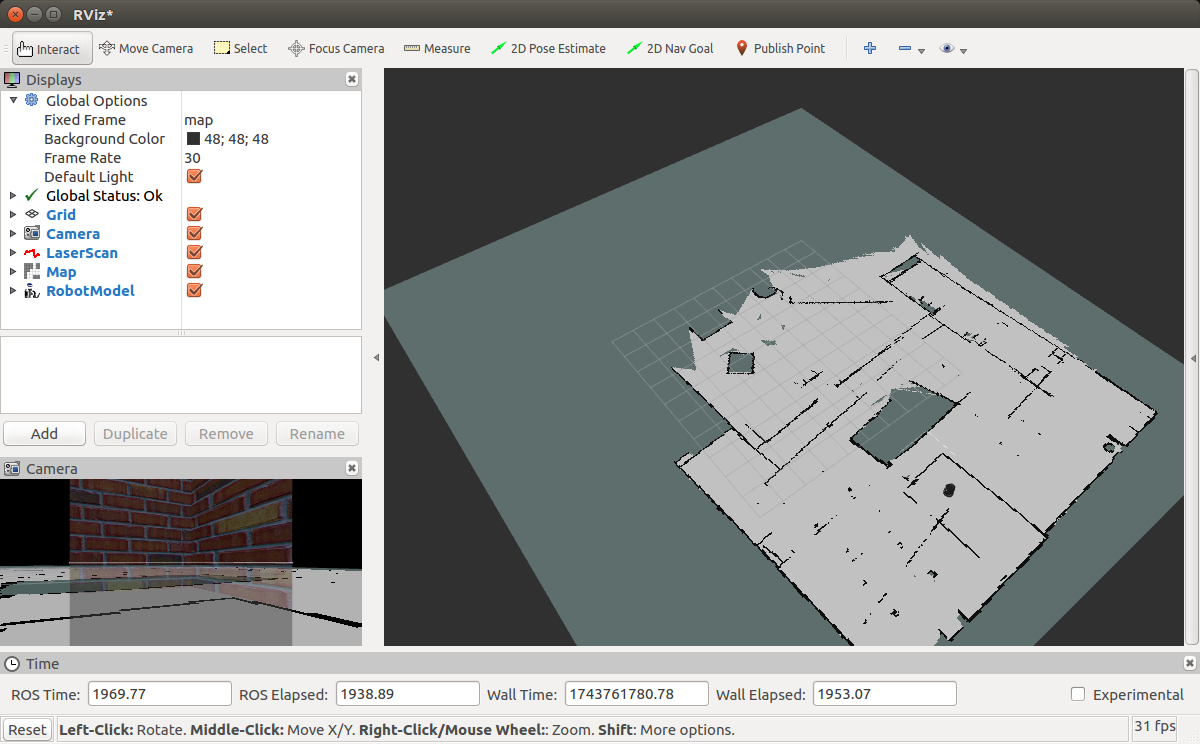 RViz*
Interact Move Camera Select Focus Camera Measure 2D Pose Estimate 2D Nav Goal Publish Point
Displays
Global Options
Fixed Frame map
Background Color 48; 48; 48
Frame Rate 30
Default Light
Global Status: Ok
Grid
Camera
LaserScan
Map
RobotModel
Add Duplicate Remove Rename
Camera
Time
ROS Time: 1969.77 ROS Elapsed: 1938.89 Wall Time: 1743761780.78 Wall Elapsed: 1953.07 Experimental
Reset Left-Click: Rotate. Middle-Click: Move X/Y. Right-Click/Mouse Wheel:: Zoom. Shift: More options. 31 fps